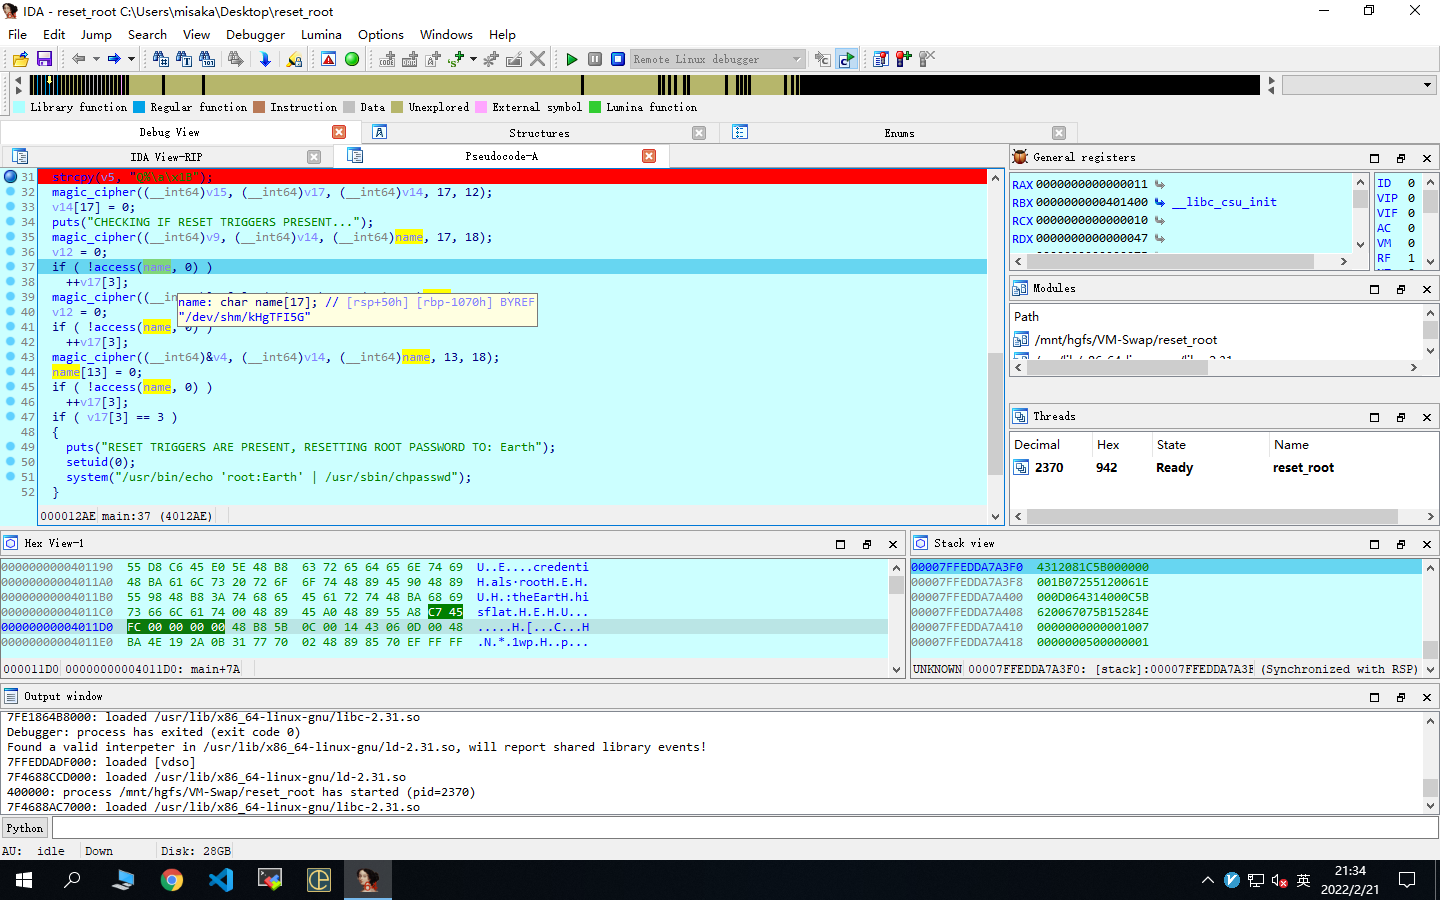 IDA - reset_root C:\Users\misaka\Desktop\reset_root
File Edit Jump Search View Debugger Lumina Options Windows Help
Remote Linux debugger
Library function Regular function Instruction Data Unexplored External symbol Lumina function
Debug View Structures Enums
IDA View-RIP Pseudocode-A
31 strcpy(v5,
32 magic_cipher((__int64)v15, (__int64)v17, (__int64)v14, 17, 12);
33 v14[17] = 0;
34 puts("CHECKING IF RESET TRIGGERS PRESENT...");
35 magic_cipher((__int64)v9, (__int64)v14, (__int64)name, 17, 18);
36 v12 = 0;
37 if ( !access(name, 0) )
38 ++v17[3];
39 magic_cipher((__in
name: char name[17]; // [rsp+50h] [rbp-1070h] BYREF
"/dev/shm/kHgTFI5G"
40 v12 = 0;
41 if ( !access(name, 0) )
42 ++v17[3];
43 magic_cipher((__int64)&v4, (__int64)v14, (__int64)name, 13, 18);
44 name[13] = 0;
45 if ( !access(name, 0) )
46 ++v17[3];
47 if ( v17[3] == 3 )
48 {
49 puts("RESET TRIGGERS ARE PRESENT, RESETTING ROOT PASSWORD TO: Earth");
50 setuid(0);
51 system("/usr/bin/echo 'root:Earth' | /usr/sbin/chpasswd");
52 }
000012AE main:37 (4012AE)
General registers
RAX 0000000000000011
RBX 0000000000401400 __libc_csu_init
RCX 0000000000000010
RDX 0000000000000047
ID 0
VIP 0
VIF 0
AC 0
VM 0
RF 1
Modules
Path
/mnt/hgfs/VM-Swap/reset_root
Threads
Decimal Hex State Name
2370 942 Ready reset_root
Hex View-1
0000000000401190 55 D8 C6 45 E0 5E 48 B8 63 72 65 64 65 6E 74 69 U..E....credenti
00000000004011A0 48 BA 61 6C 73 20 72 6F 6F 74 48 89 45 90 48 89 H.als·rootH.E.H.
00000000004011B0 55 98 48 B8 3A 74 68 65 45 61 72 74 48 BA 68 69 U.H.:theEartH.hi
00000000004011C0 73 66 6C 61 74 00 48 89 45 A0 48 89 55 A8 C7 45 sflat.H.E.H.U...
00000000004011D0 FC 00 00 00 00 48 B8 5B 0C 00 14 43 06 0D 00 48 .....H.[...C...H
00000000004011E0 BA 4E 19 2A 0B 31 77 70 02 48 89 85 70 EF FF FF .N.*.1wp.H..p...
000011D0 00000000004011D0: main+7A
Stack view
00007FFEDDA7A3F0 4312081C5B000000
00007FFEDDA7A3F8 001B07255120061E
00007FFEDDA7A400 000D064314000C5B
00007FFEDDA7A408 620067075B15284E
00007FFEDDA7A410 0000000000001007
00007FFEDDA7A418 0000000500000001
UNKNOWN 00007FFEDDA7A3F0: [stack]:00007FFEDDA7A3F (Synchronized with RSP)
Output window
7FE1864B8000: loaded /usr/lib/x86_64-linux-gnu/libc-2.31.so
Debugger: process has exited (exit code 0)
Found a valid interpeter in /usr/lib/x86_64-linux-gnu/ld-2.31.so, will report shared library events!
7FFEDDADF000: loaded [vdso]
7F4688CCD000: loaded /usr/lib/x86_64-linux-gnu/ld-2.31.so
400000: process /mnt/hgfs/VM-Swap/reset_root has started (pid=2370)
7F4688AC7000: loaded /usr/lib/x86_64-linux-gnu/libc-2.31.so
Python
AU: idle Down Disk: 28GB
英
21:34
2022/2/21